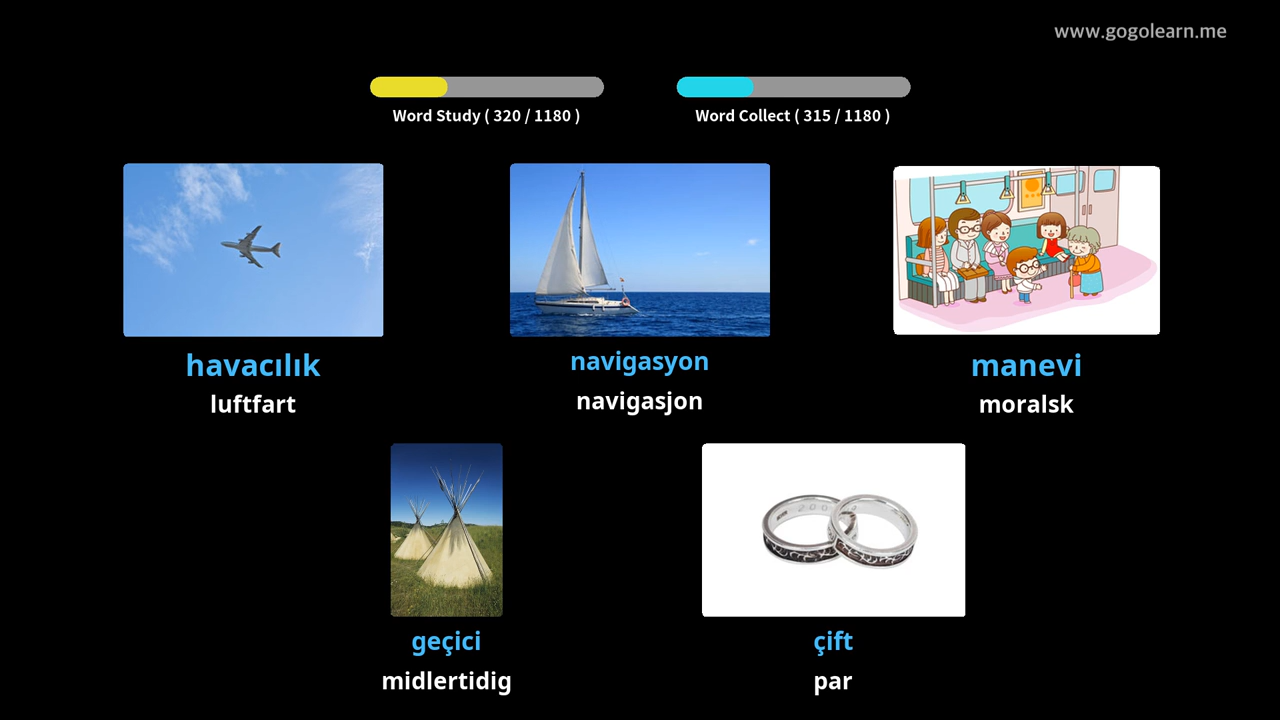 www.gogolearn.me
Word Study ( 320 / 1180 )
Word Collect ( 315 / 1180 )
havacılık
luftfart
navigasyon
navigasjon
manevi
moralsk
geçici
midlertidig
çift
par